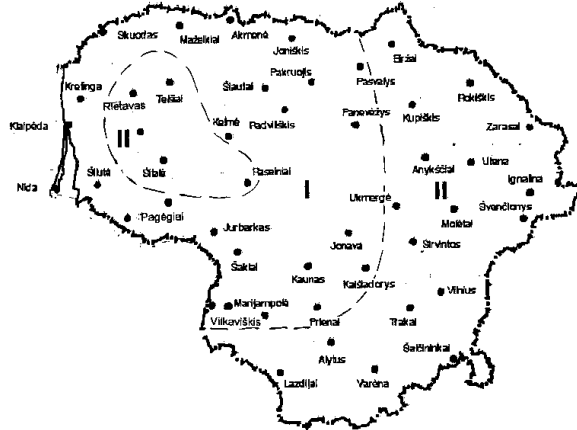 Skuodas
Mažeikiai
Akmenė
Joniškis
Biržai
Pasvalys
Pakruojis
Šiauliai
Telšiai
Rietavas
Kretinga
Rokiškis
Kupiškis
Radviliškis
Panevėžys
Zarasai
Klaipėda
II
Kelmė
Anykščiai
Utena
Šilutė
Šilalė
Raseiniai
I
II
Ignalina
Nida
Pagėgiai
Ukmergė
Molėtai
Švenčionys
Jurbarkas
Jonava
Širvintos
Šakiai
Kaunas
Kaišiadorys
Vilnius
Marijampolė
Vilkaviškis
Prienai
Trakai
Alytus
Šalčininkai
Lazdijai
Varėna